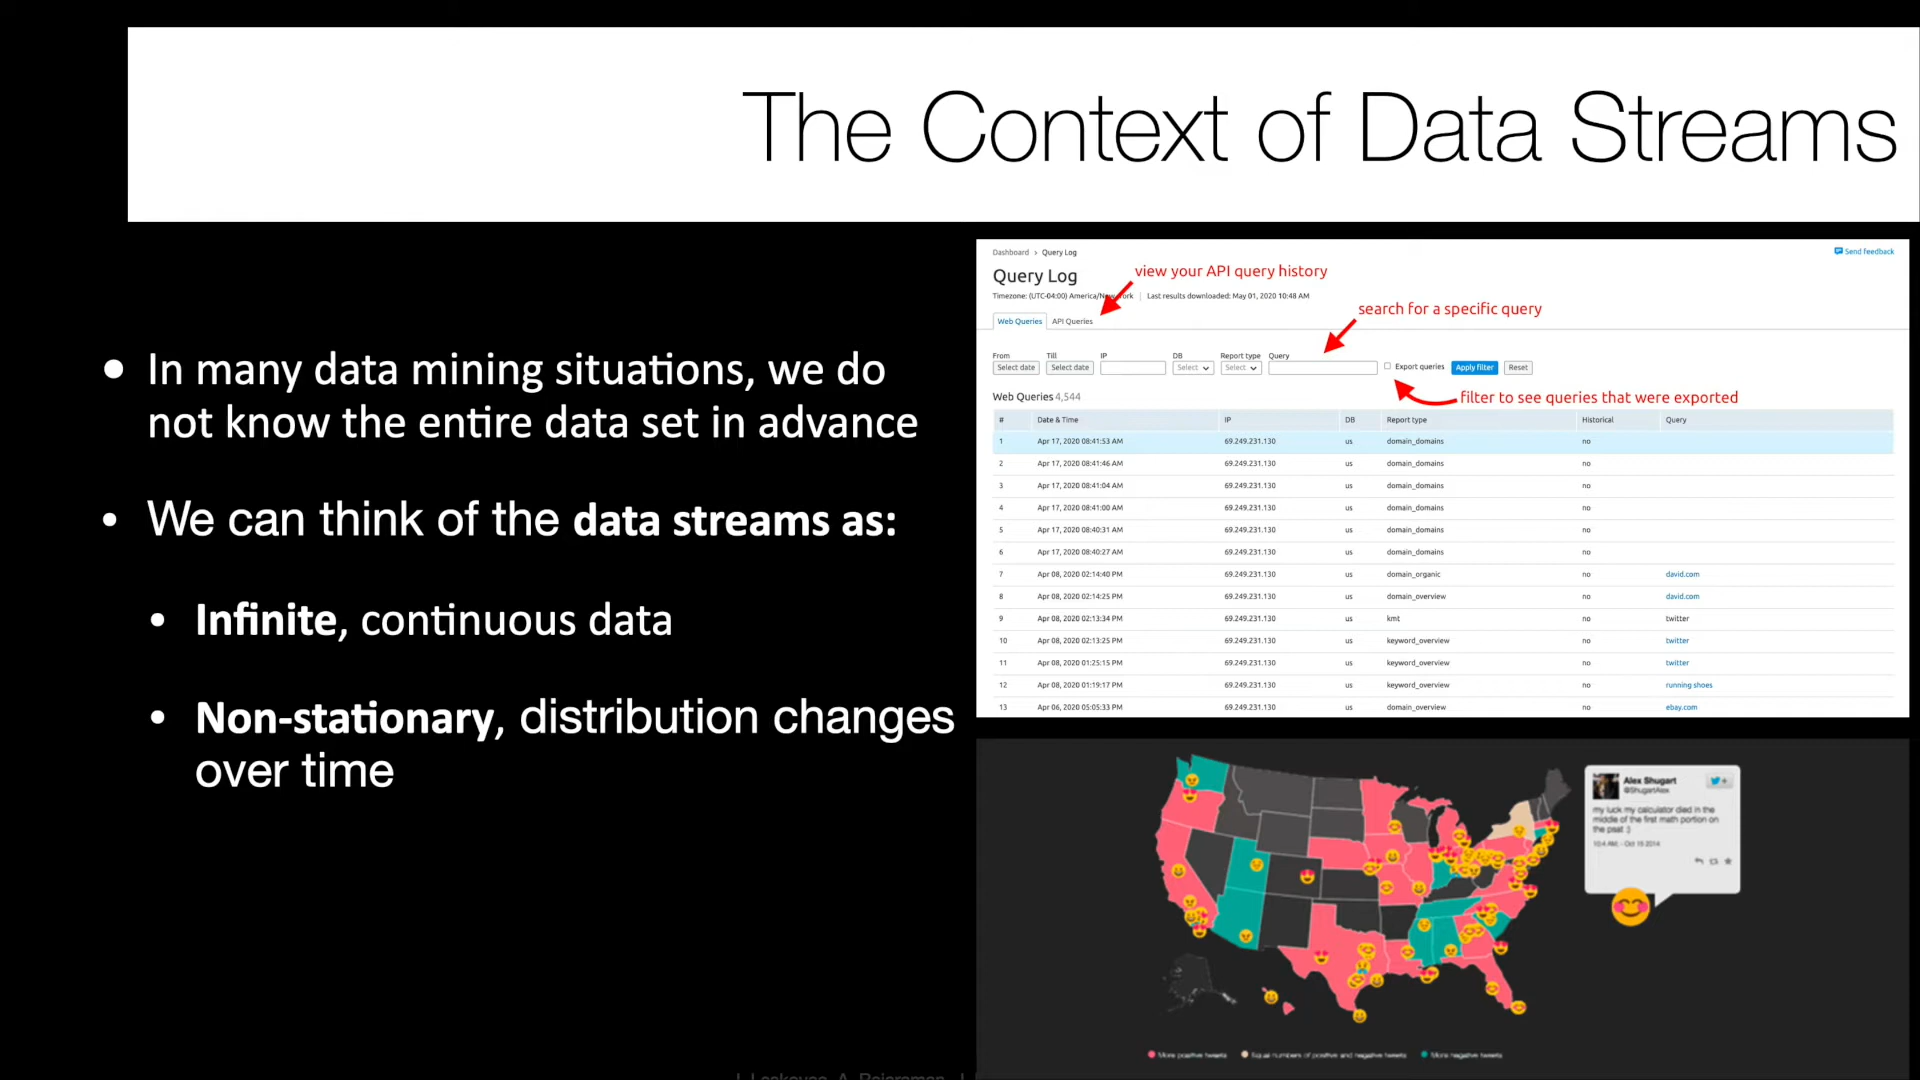 The Context of Data Streams
• In many data mining situations, we do
not know the entire data set in advance
• We can think of the data streams as:
• Infinite, continuous data
• Non-stationary, distribution changes
over time
Dashboard > Query Log
Send feedback
Query Log
view your API query history
Timezone: (UTC-04:00) America/New York | Last results downloaded: May 01, 2020 10:48 AM
search for a specific query
Web Queries API Queries
From Till IP DB Report type Query
Select date Select date Select Select Export queries Apply filter Reset
filter to see queries that were exported
Web Queries 4,544
# Date & Time IP DB Report type Historical Query
1 Apr 17, 2020 08:41:53 AM 69.249.231.130 us domain_domains no
2 Apr 17, 2020 08:41:46 AM 69.249.231.130 us domain_domains no
3 Apr 17, 2020 08:41:04 AM 69.249.231.130 us domain_domains no
4 Apr 17, 2020 08:41:00 AM 69.249.231.130 us domain_domains no
5 Apr 17, 2020 08:40:31 AM 69.249.231.130 us domain_domains no
6 Apr 17, 2020 08:40:27 AM 69.249.231.130 us domain_domains no
7 Apr 08, 2020 02:14:40 PM 69.249.231.130 us domain_organic no david.com
8 Apr 08, 2020 02:14:25 PM 69.249.231.130 us domain_overview no david.com
9 Apr 08, 2020 02:13:34 PM 69.249.231.130 us kmt no twitter
10 Apr 08, 2020 02:13:25 PM 69.249.231.130 us keyword_overview no twitter
11 Apr 08, 2020 01:25:15 PM 69.249.231.130 us keyword_overview no twitter
12 Apr 08, 2020 01:19:17 PM 69.249.231.130 us keyword_overview no running shoes
13 Apr 06, 2020 05:05:33 PM 69.249.231.130 us domain_overview no ebay.com
Alex Shugart
@ShugartAlex
my luck my calculator died in the
middle of the first math portion on
the psat :)
10:4 AM - Oct 15 2014
More positive tweets Equal numbers of positive and negative tweets More negative tweets